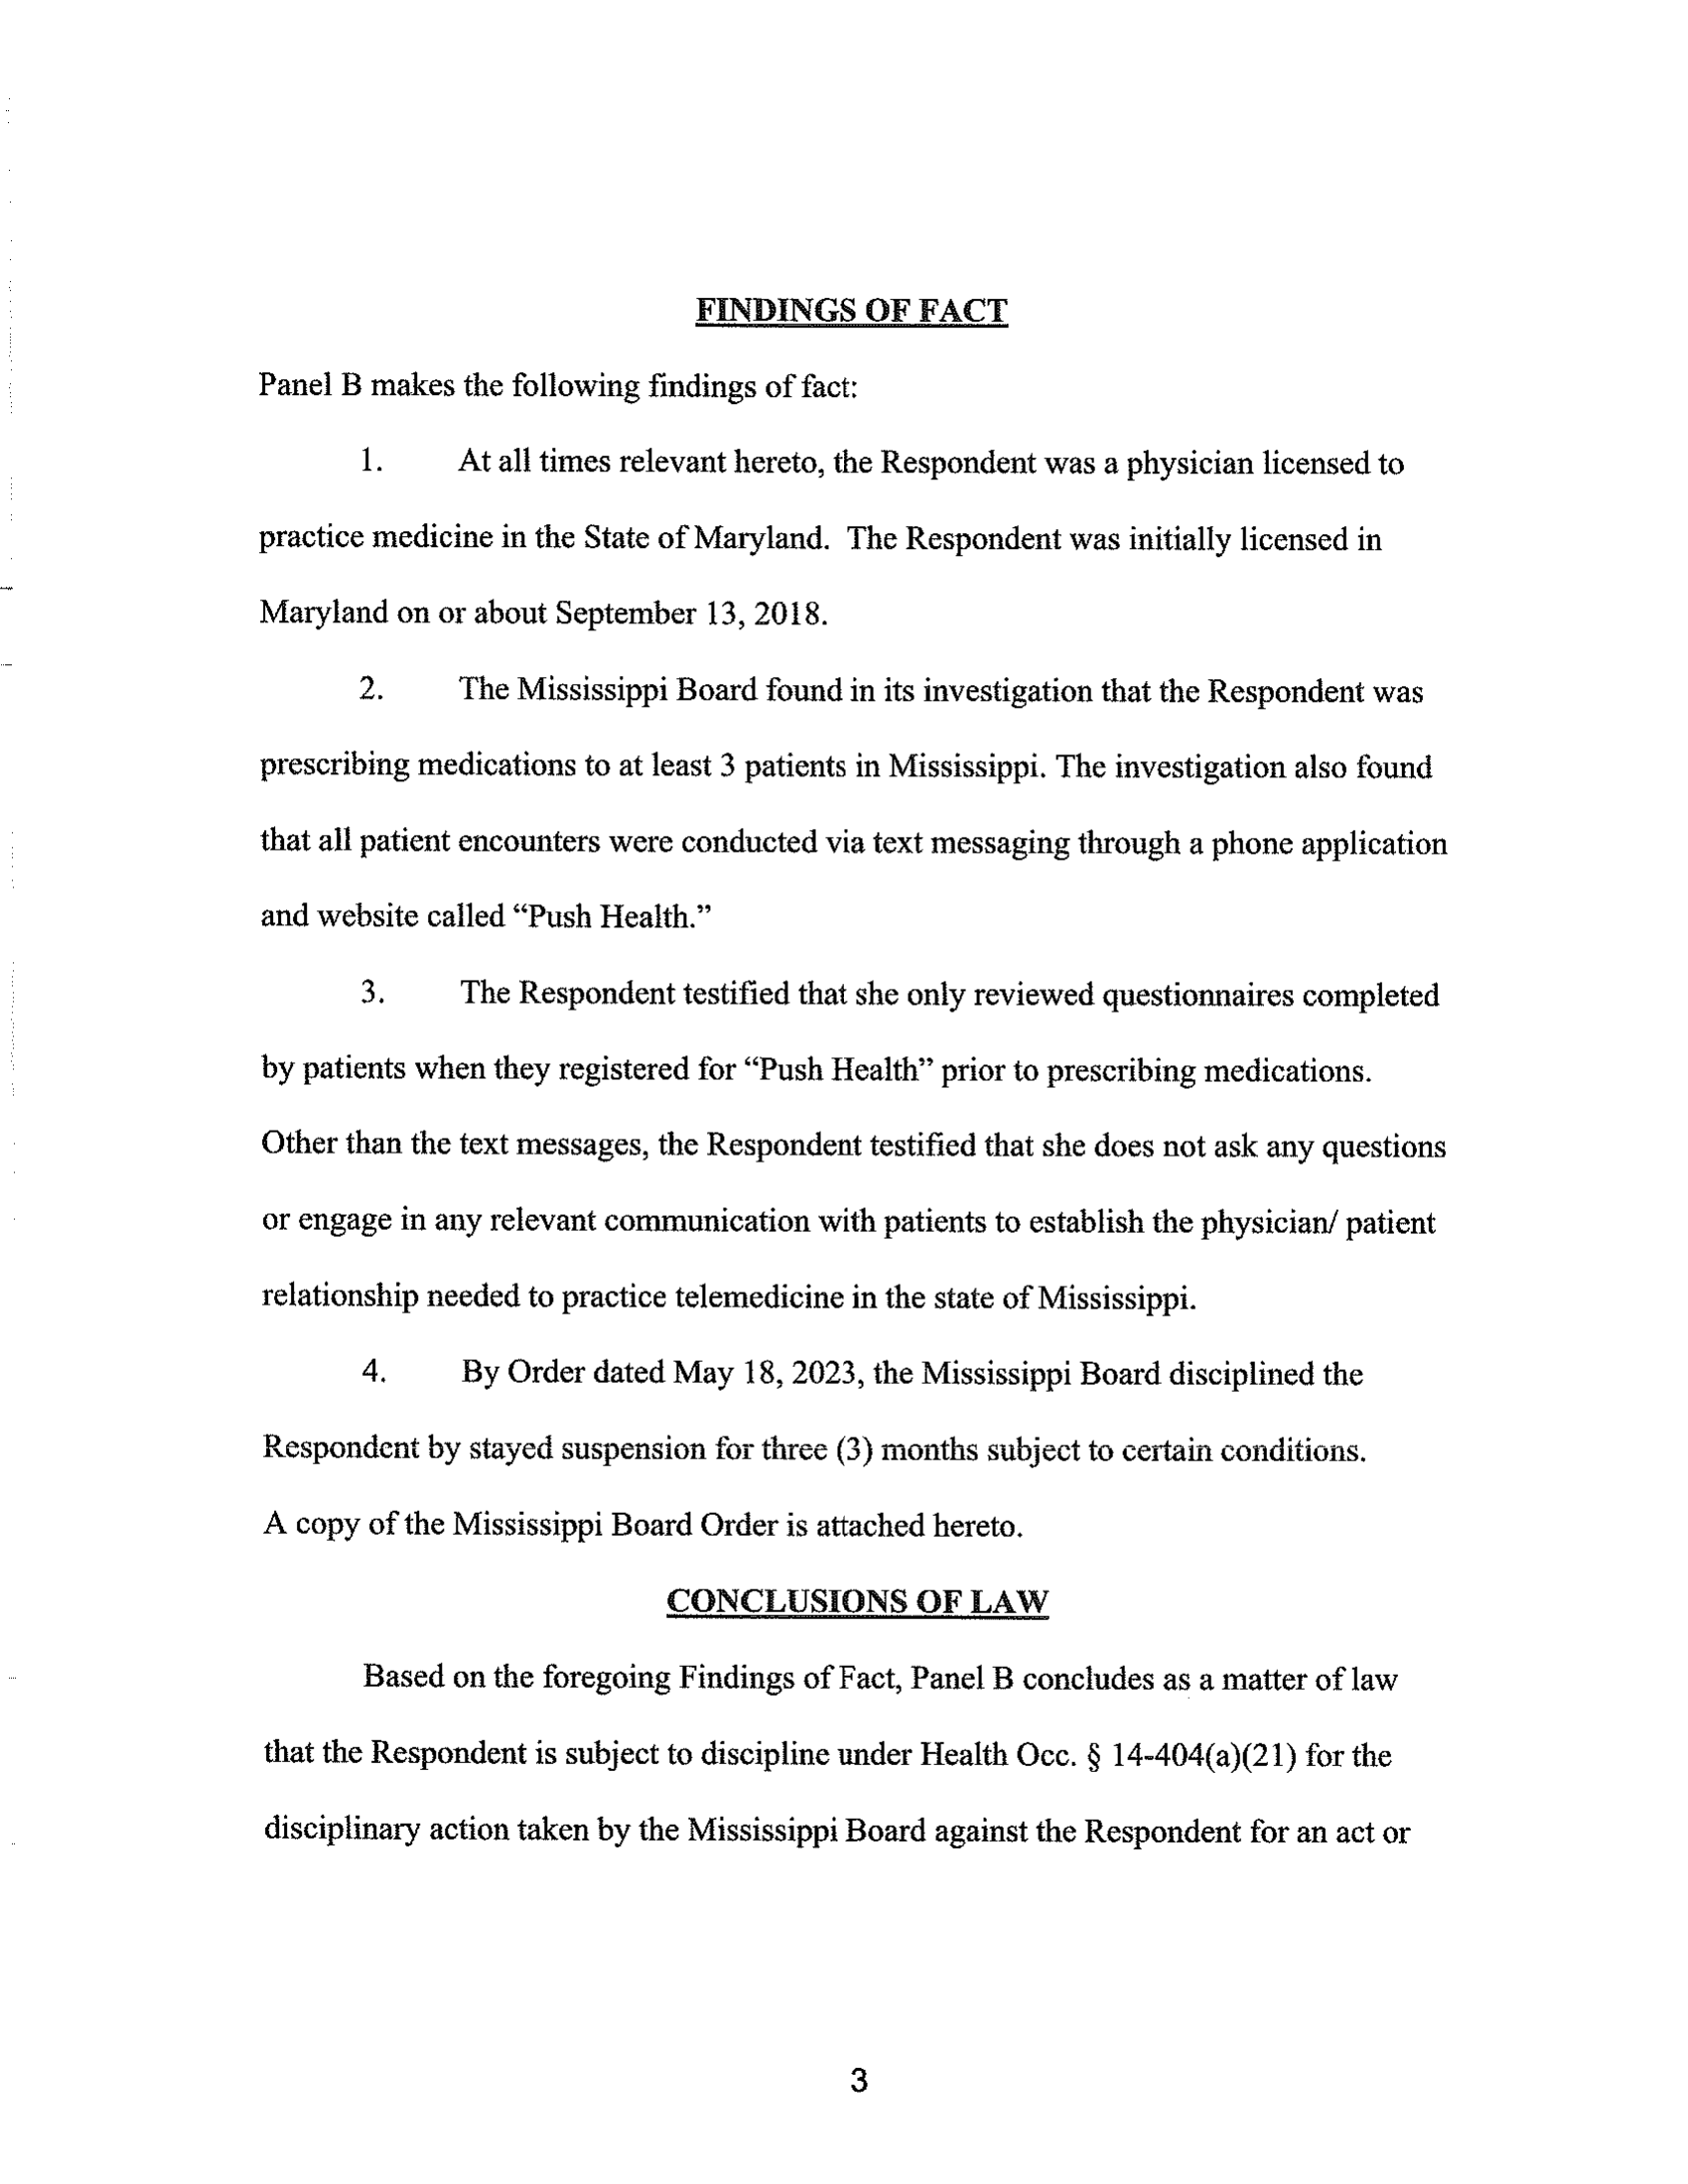 FINDINGS OF FACT
Panel B makes the following findings of fact:
1. At all times relevant hereto, the Respondent was a physician licensed to
practice medicine in the State of Maryland.  The Respondent was initially licensed in
Maryland on or about September 13, 2018.
2. The Mississippi Board found in its investigation that the Respondent was
prescribing medications to at least 3 patients in Mississippi. The investigation also found
that all patient encounters were conducted via text messaging through a phone application
and website called “Push Health.”
3. The Respondent testified that she only reviewed questionnaires completed
by patients when they registered for “Push Health” prior to prescribing medications.
Other than the text messages, the Respondent testified that she does not ask any questions
or engage in any relevant communication with patients to establish the physician/ patient
relationship needed to practice telemedicine in the state of Mississippi.
4. By Order dated May 18, 2023, the Mississippi Board disciplined the
Respondent by stayed suspension for three (3) months subject to certain conditions.
A copy of the Mississippi Board Order is attached hereto.
CONCLUSIONS OF LAW
Based on the foregoing Findings of Fact, Panel B concludes as a matter of law
that the Respondent is subject to discipline under Health Occ. § 14-404(a)(21) for the
disciplinary action taken by the Mississippi Board against the Respondent for an act or
3